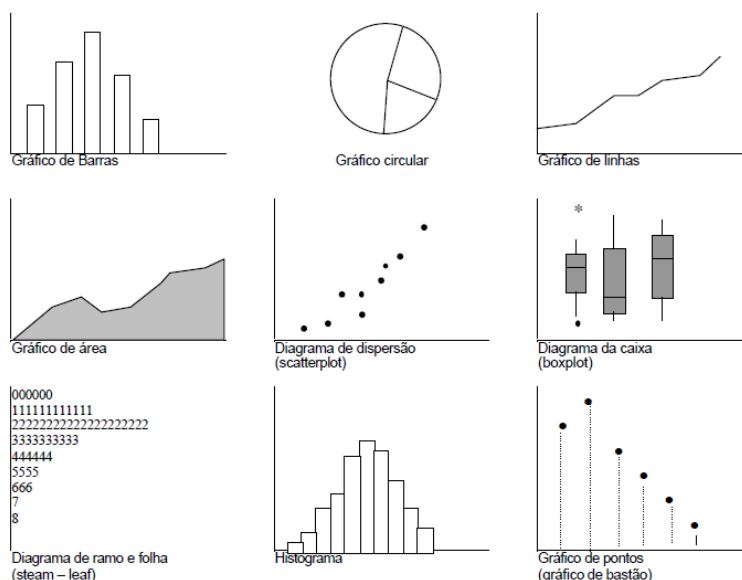 Gráfico de Barras
Gráfico circular
Gráfico de linhas
*
Gráfico de área
Diagrama de dispersão
(scatterplot)
Diagrama da caixa
(boxplot)
000000
111111111111
22222222222222222222
3333333333
444444
5555
666
7
8
Diagrama de ramo e folha
(steam – leaf)
Histograma
Gráfico de pontos
(gráfico de bastão)